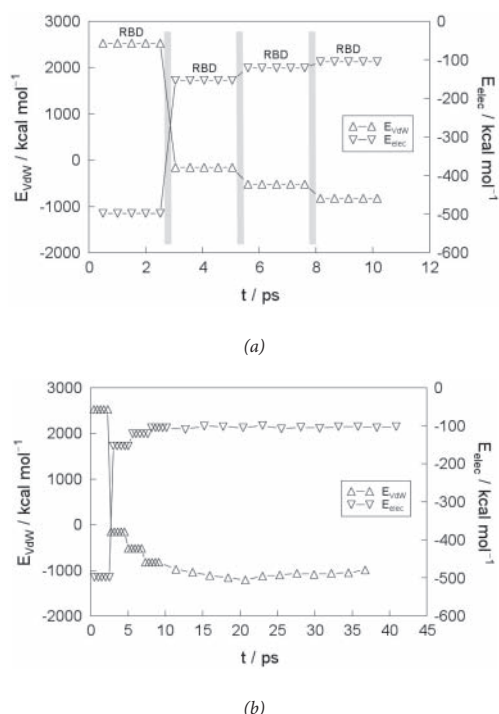 3000
2000
1000
0
-1000
-2000
E_VdW / kcal mol⁻¹
RBD
RBD
RBD
RBD
E_VdW
E_elec
0
-100
-200
-300
-400
-500
-600
E_elec / kcal mol⁻¹
0 2 4 6 8 10 12
t / ps
(a)
3000
2000
1000
0
-1000
-2000
E_VdW / kcal mol⁻¹
E_VdW
E_elec
0
-100
-200
-300
-400
-500
-600
E_elec / kcal mol⁻¹
0 5 10 15 20 25 30 35 40 45
t / ps
(b)